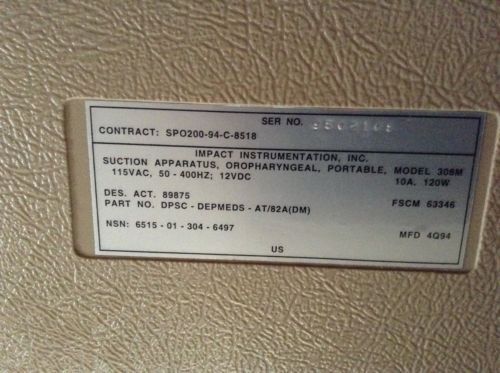 SER NO. 9502109
CONTRACT: SPO200-94-C-8518
IMPACT INSTRUMENTATION, INC.
SUCTION APPARATUS, OROPHARYNGEAL, PORTABLE, MODEL 308M
115VAC, 50 - 400HZ; 12VDC 10A. 120W
DES. ACT. 89875
PART NO. DPSC - DEPMEDS - AT/82A(DM) FSCM 63346
NSN: 6515 - 01 - 304 - 6497
MFD 4Q94
US